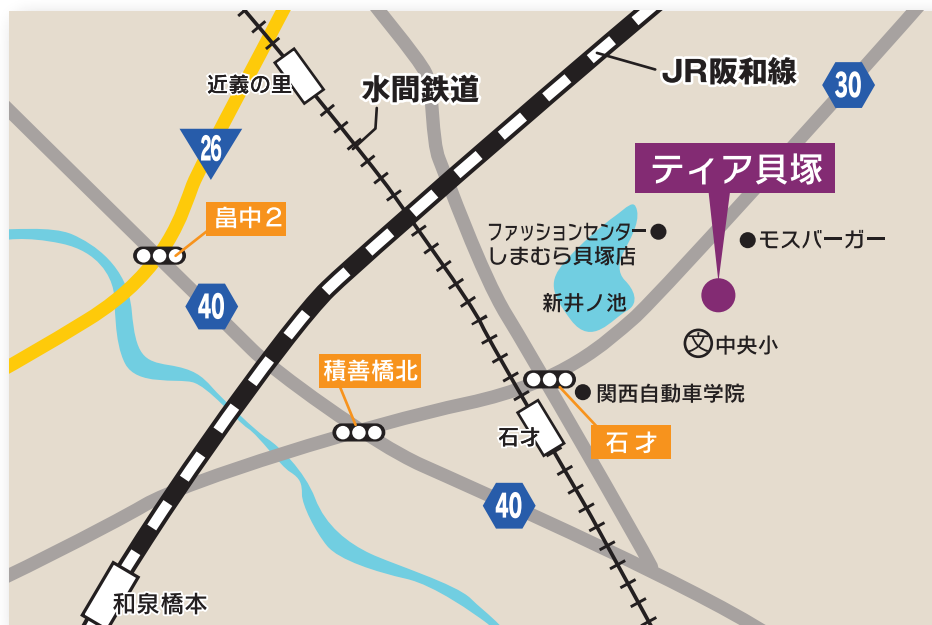 近義の里
水間鉄道
JR阪和線
30
26
ティア貝塚
畠中2
ファッションセンター
しまむら貝塚店
モスバーガー
新井ノ池
40
文
中央小
積善橋北
関西自動車学院
石才
石才
40
和泉橋本